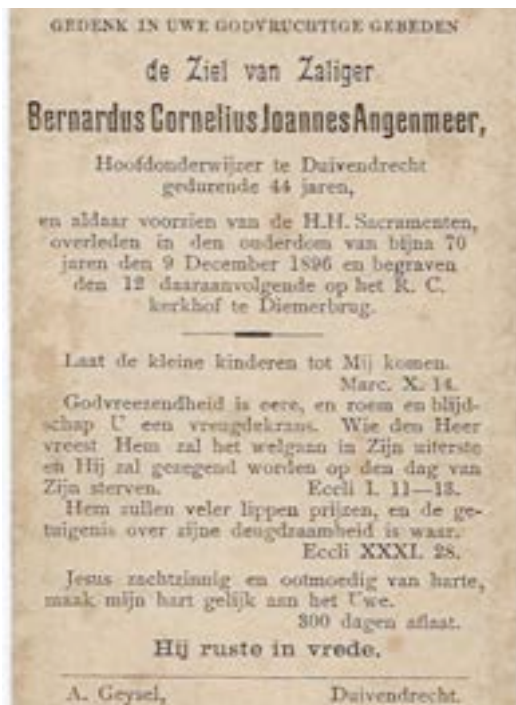 GEDENK IN UWE GODVRUCHTIGE GEBEDEN
de Ziel van Zaliger
Bernardus Cornelius Joannes Angenmeer,
Hoofdonderwijzer te Duivendrecht
gedurende 44 jaren,
en aldaar voorzien van de H.H. Sacramenten,
overleden in den ouderdom van bijna 70
jaren den 9 December 1896 en begraven
den 12 daaraanvolgende op het R. C.
kerkhof te Diemerbrug.
Laat de kleine kinderen tot Mij komen.
Marc. X. 14.
Godvreezendheid is eere, en roem en blijd-
schap U een vreugdekrans. Wie den Heer
vreest Hem zal het welgaan in Zijn uiterste
en Hij zal gezegend worden op den dag van
Zijn sterven. Eccli I. 11—13.
Hem zullen veler lippen prijzen, en de ge-
tuigenis over zijne deugdzaamheid is waar.
Eccli XXXI. 28.
Jesus zachtzinnig en ootmoedig van harte,
maak mijn hart gelijk aan het Uwe.
300 dagen aflaat.
Hij ruste in vrede.
A. Geysel, Duivendrecht.